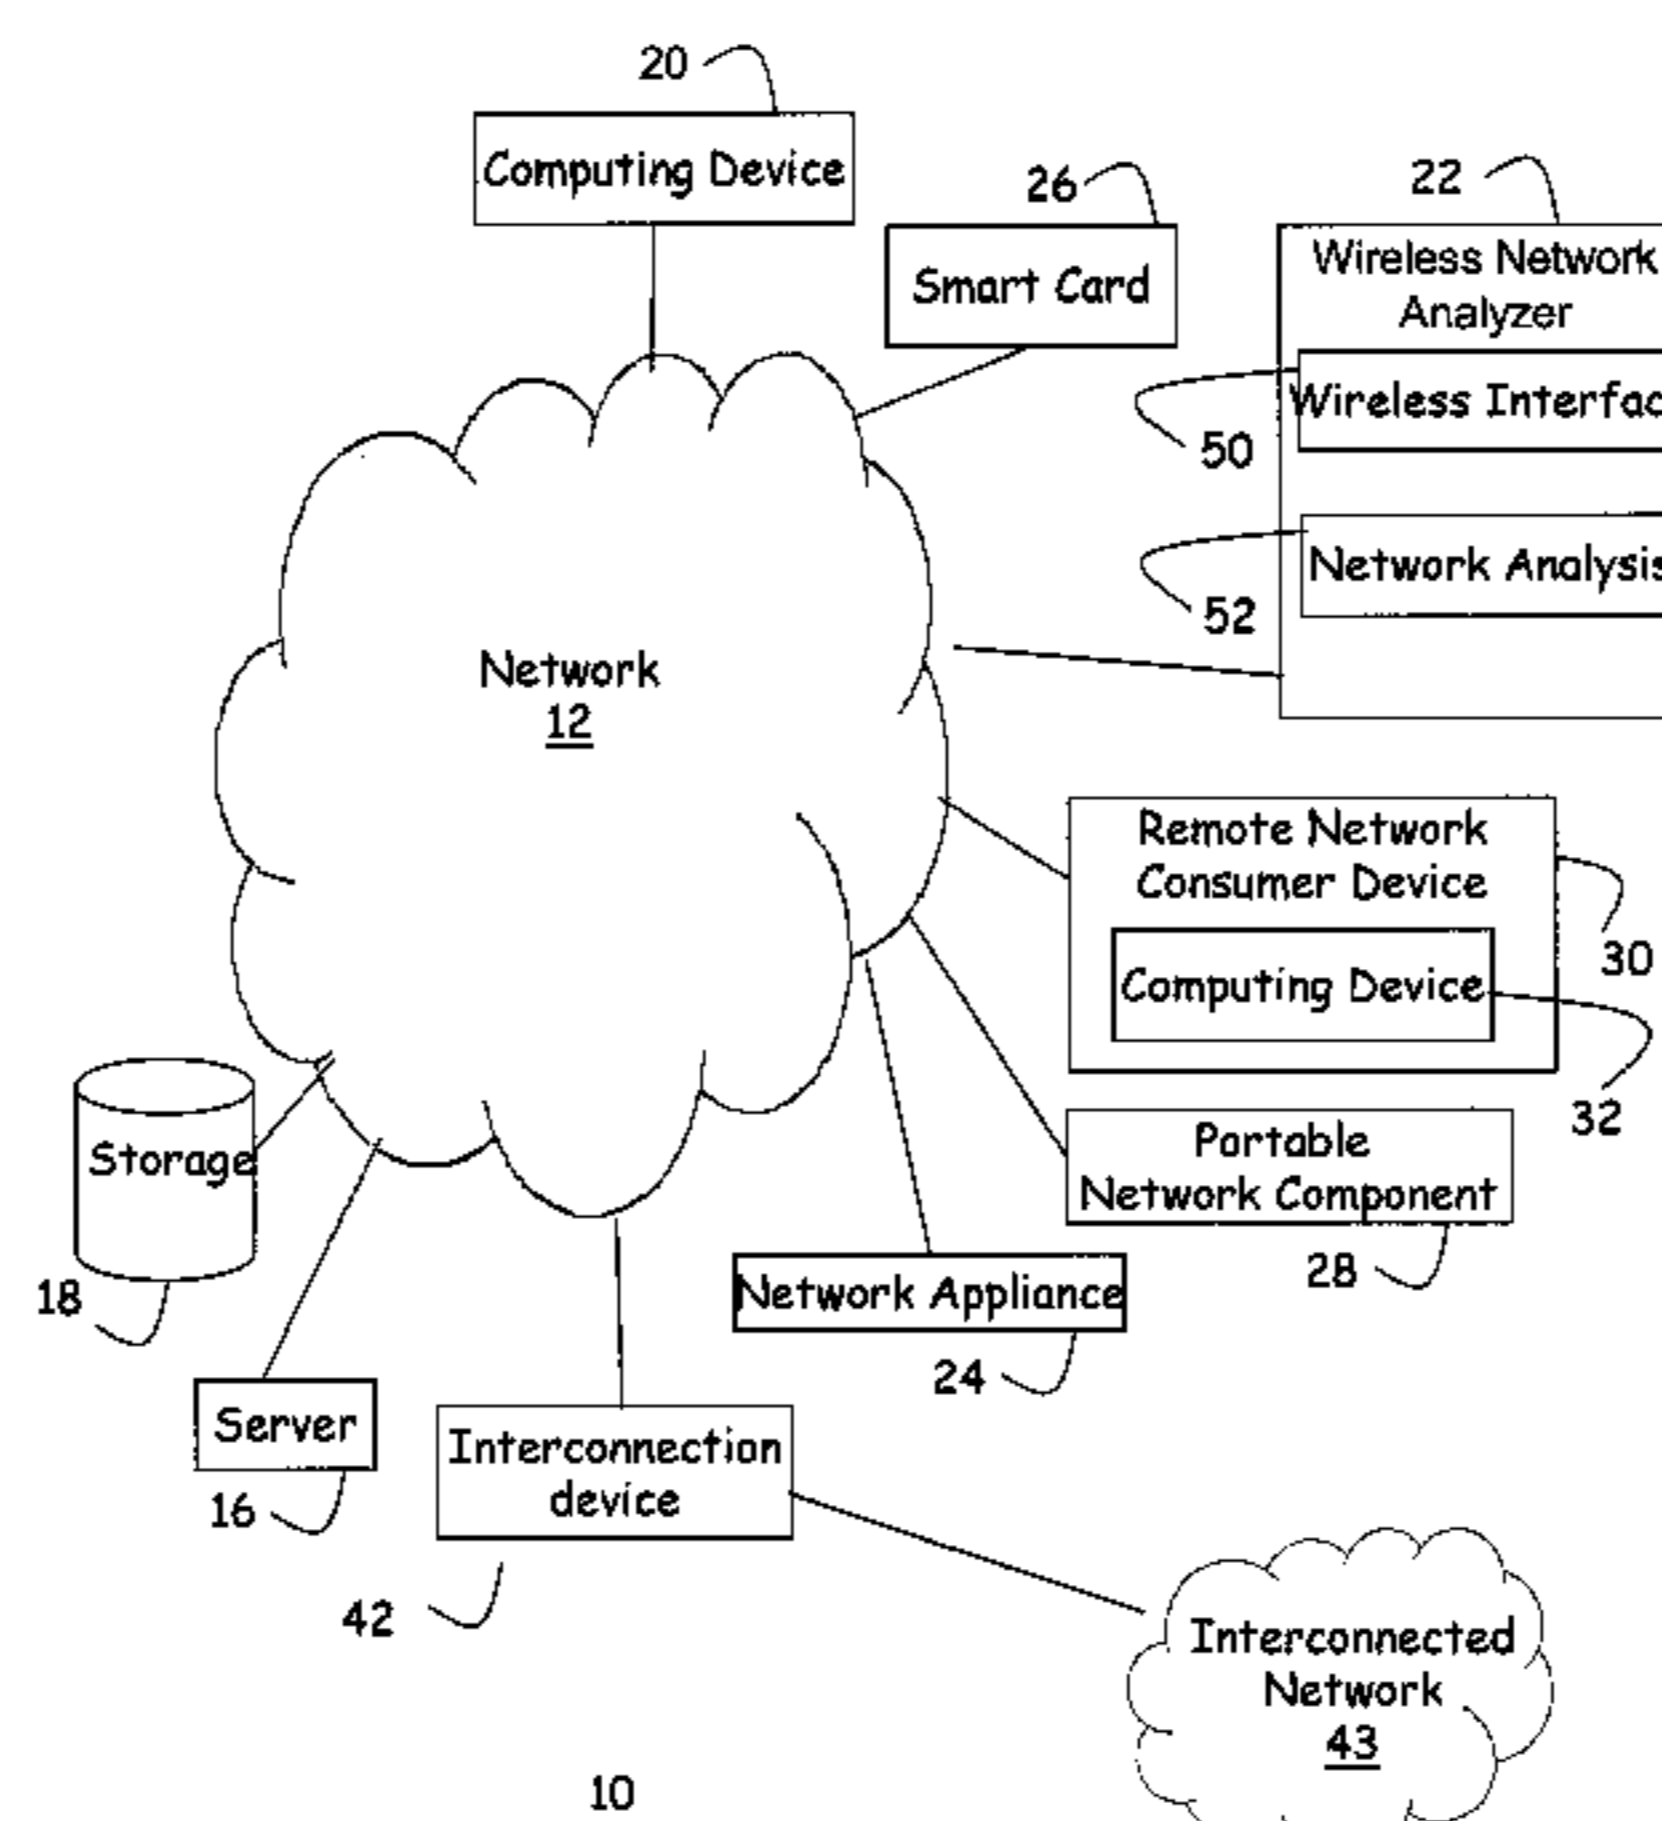 20
Computing Device
26
Smart Card
22
Wireless Network
Analyzer
Wireless Interfac
50
Network Analysis
52
Network
12
Remote Network
Consumer Device
30
Computing Device
32
Portable
Network Component
28
Storage
18
Network Appliance
24
Server
16
Interconnection
device
42
Interconnected
Network
43
10